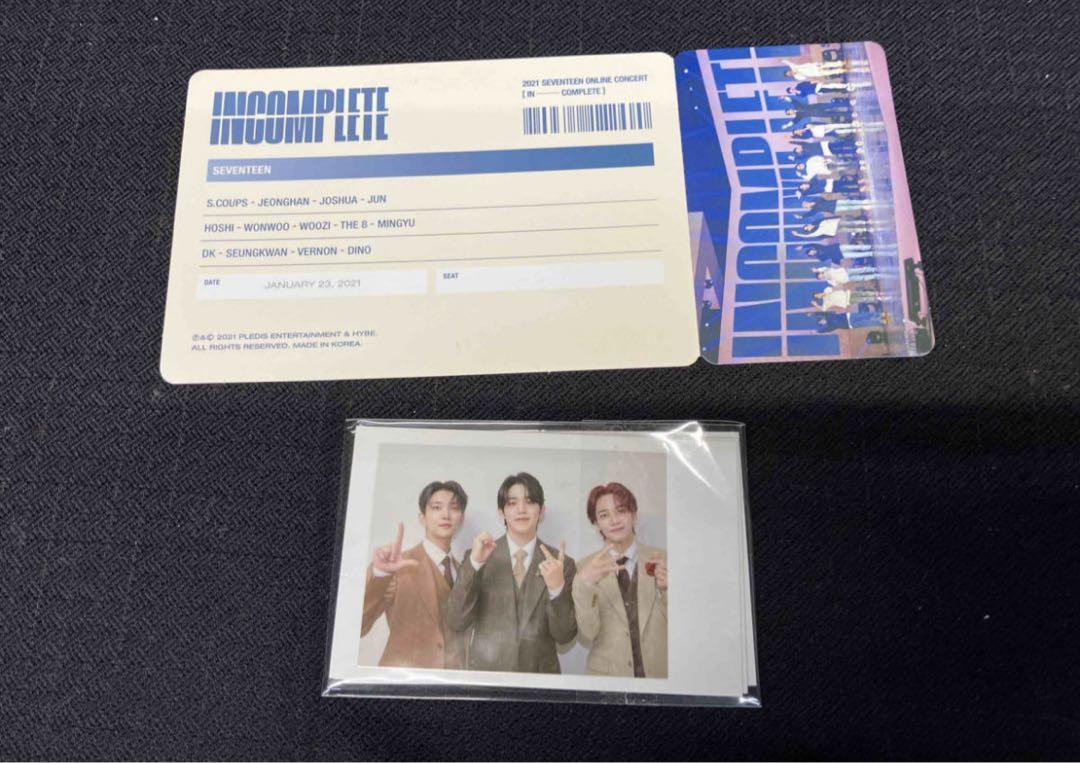 INCOMPLETE
2021 SEVENTEEN ONLINE CONCERT
[ IN——COMPLETE ]
SEVENTEEN
S.COUPS - JEONGHAN - JOSHUA - JUN
HOSHI - WONWOO - WOOZI - THE 8 - MINGYU
DK - SEUNGKWAN - VERNON - DINO
DATE
JANUARY 23, 2021
SEAT
℗&© 2021 PLEDIS ENTERTAINMENT & HYBE.
ALL RIGHTS RESERVED. MADE IN KOREA.
INCOMPLET